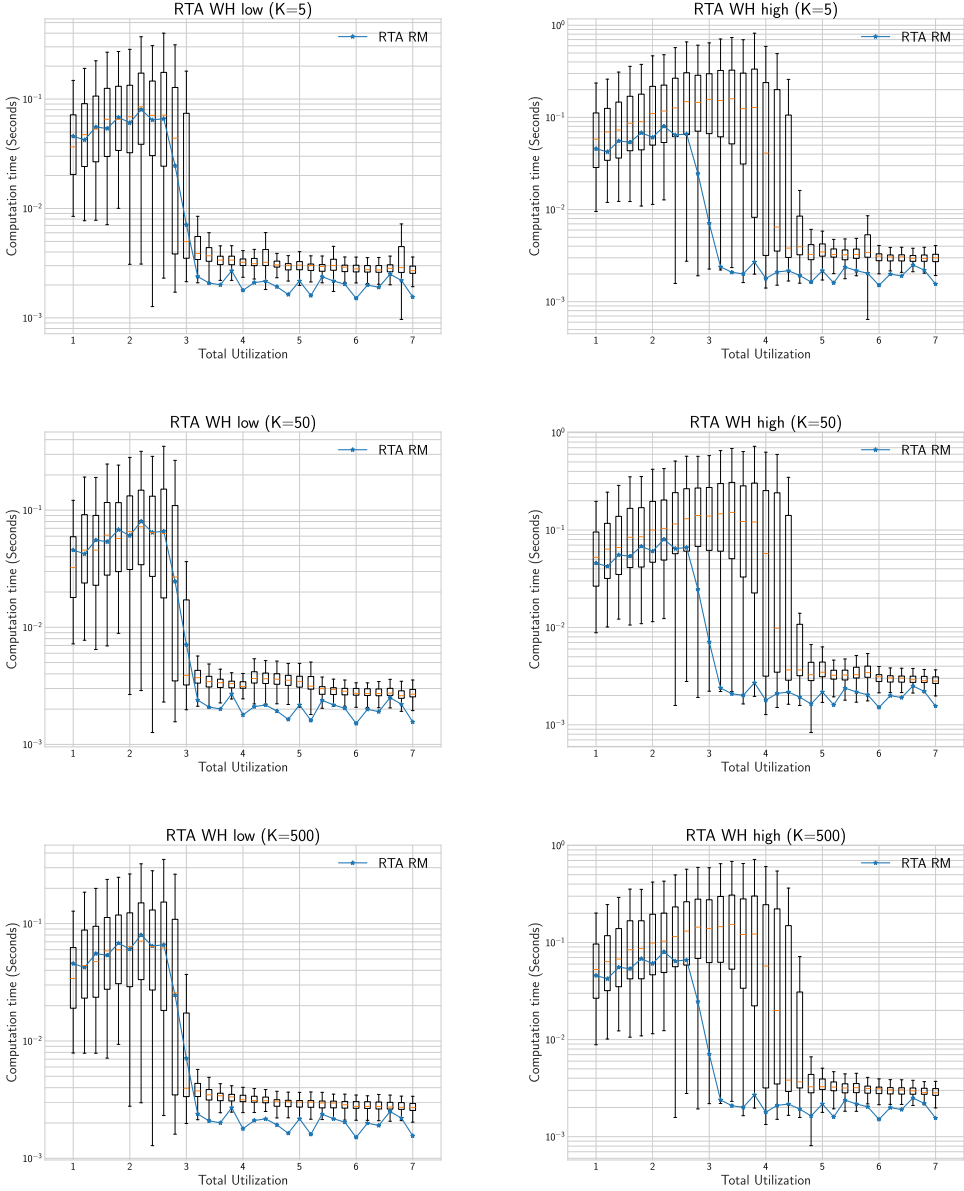 RTA WH low (K=5)
RTA RM
10⁻¹
10⁻²
10⁻³
Computation time (Seconds)
1 2 3 4 5 6 7
Total Utilization
RTA WH high (K=5)
RTA RM
10⁰
10⁻¹
10⁻²
10⁻³
Computation time (Seconds)
1 2 3 4 5 6 7
Total Utilization
RTA WH low (K=50)
RTA RM
10⁻¹
10⁻²
10⁻³
Computation time (Seconds)
1 2 3 4 5 6 7
Total Utilization
RTA WH high (K=50)
RTA RM
10⁰
10⁻¹
10⁻²
10⁻³
Computation time (Seconds)
1 2 3 4 5 6 7
Total Utilization
RTA WH low (K=500)
RTA RM
10⁻¹
10⁻²
10⁻³
Computation time (Seconds)
1 2 3 4 5 6 7
Total Utilization
RTA WH high (K=500)
RTA RM
10⁰
10⁻¹
10⁻²
10⁻³
Computation time (Seconds)
1 2 3 4 5 6 7
Total Utilization